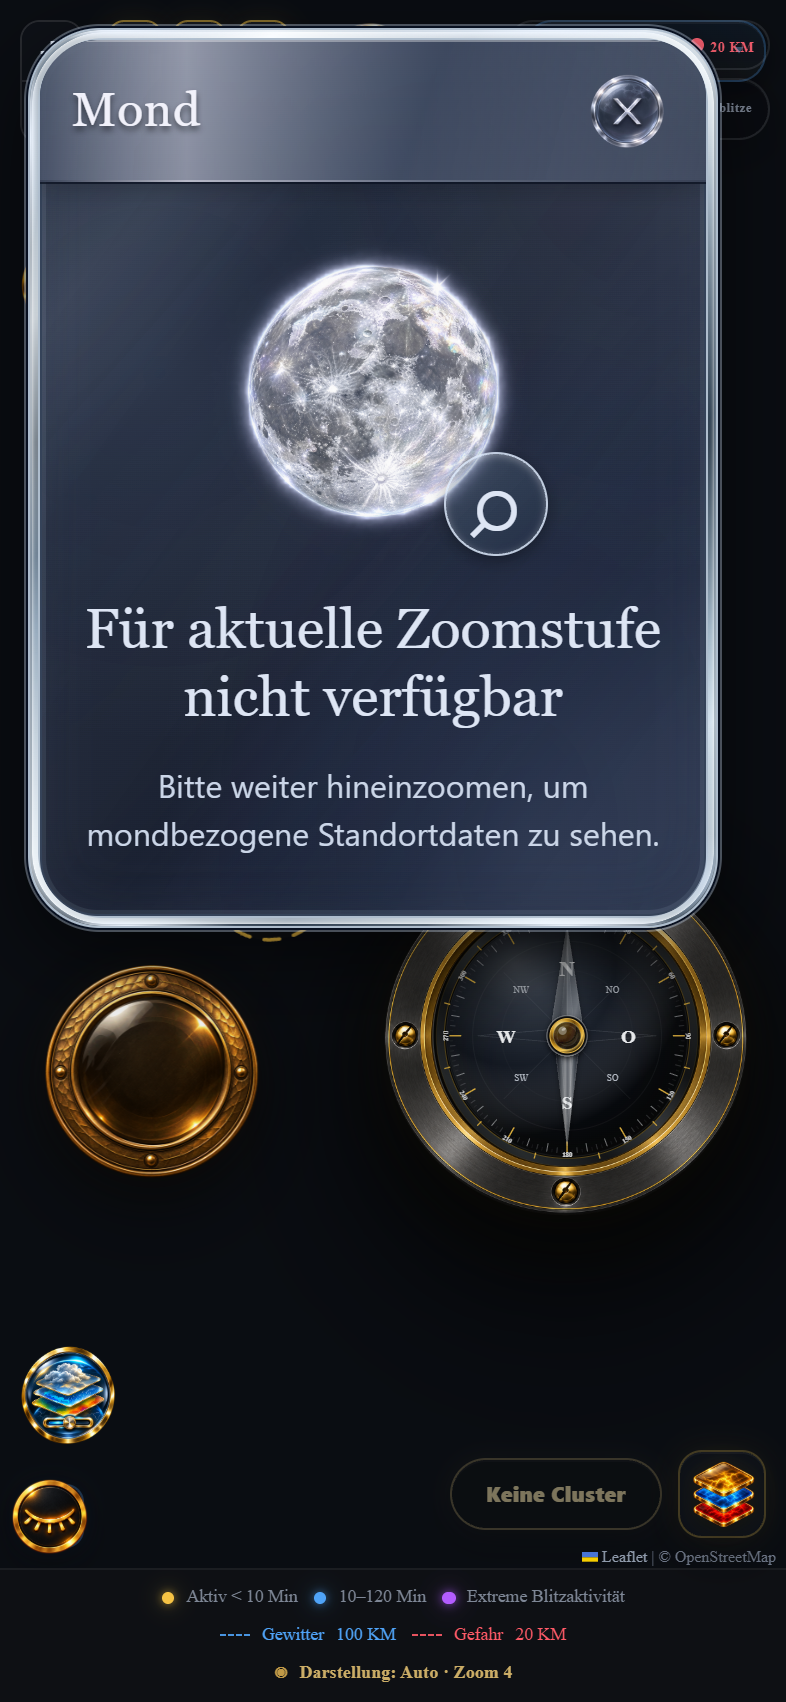 20 KM
blitze
Mond
Für aktuelle Zoomstufe
nicht verfügbar
Bitte weiter hineinzoomen, um
mondbezogene Standortdaten zu sehen.
N
NW NO
W O
SW SO
S
180
Keine Cluster
Leaflet | © OpenStreetMap
Aktiv < 10 Min 10–120 Min Extreme Blitzaktivität
Gewitter 100 KM Gefahr 20 KM
Darstellung: Auto · Zoom 4